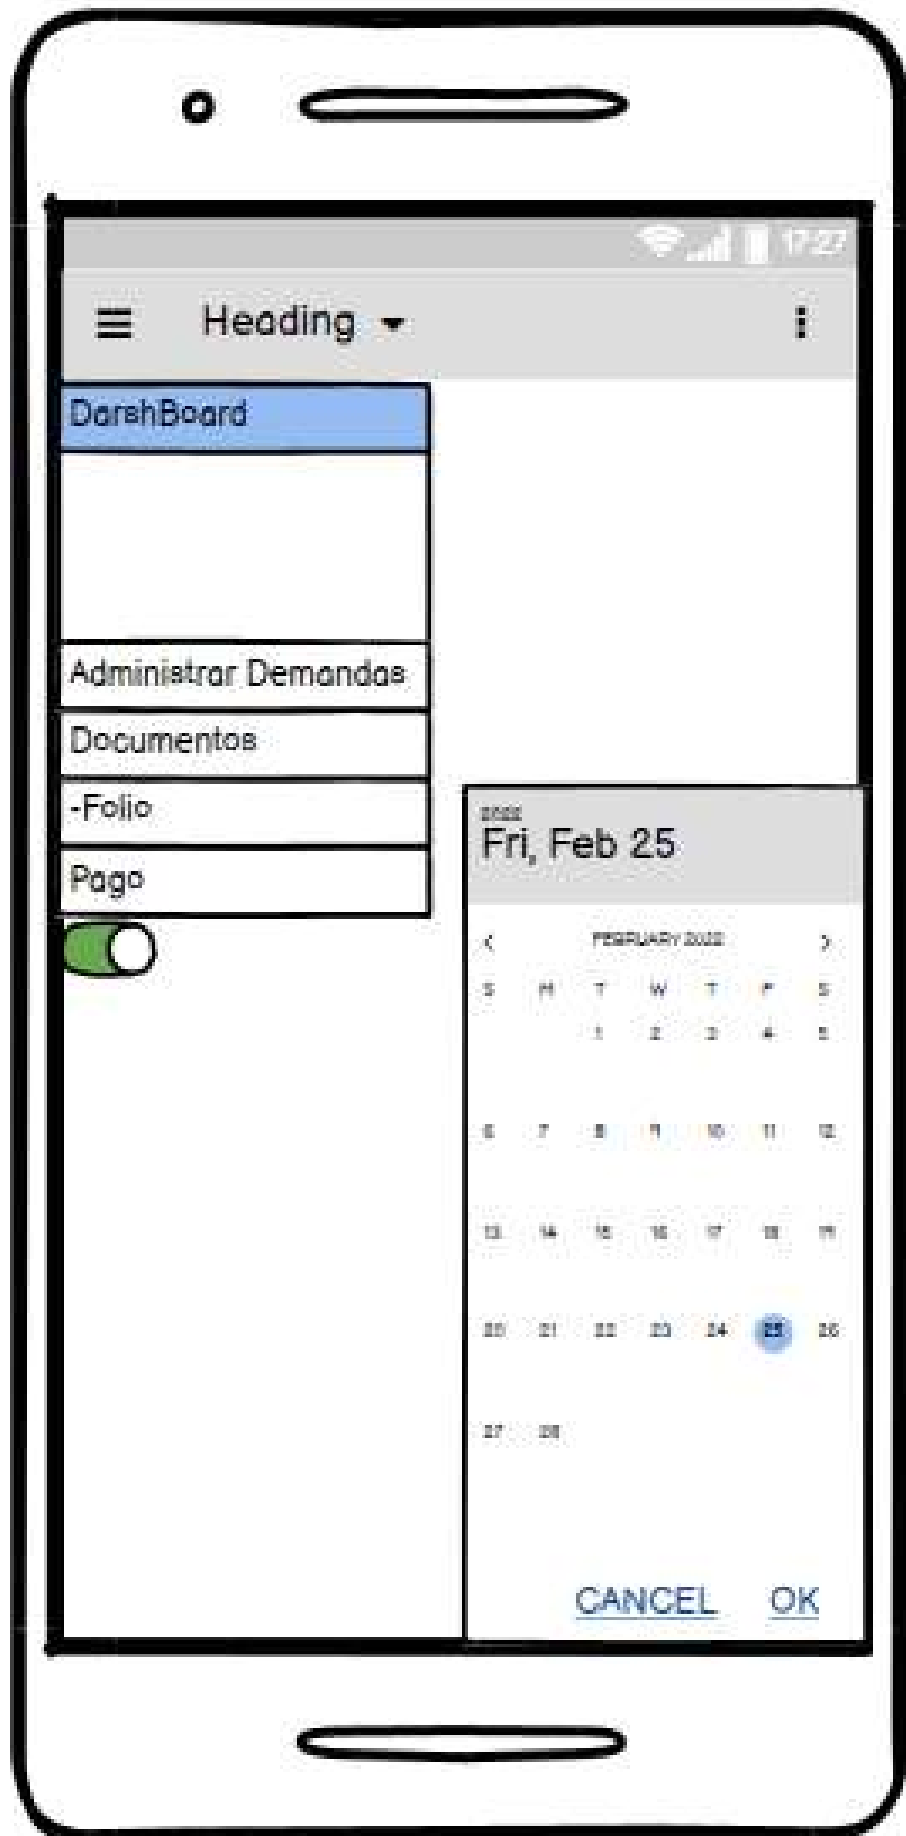 17:27
Heading
DarshBoard
Administrar Demandas
Documentos
-Folio
Pago
2022
Fri, Feb 25
FEBRUARY 2022
S M T W T F S
1 2 3 4 5
6 7 8 9 10 11 12
13 14 15 16 17 18 19
20 21 22 23 24 25 26
27 28
CANCEL OK